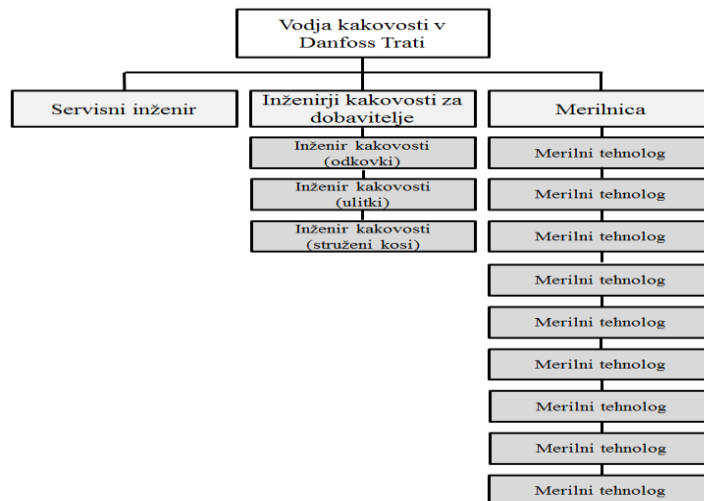 Vodja kakovosti v
Danfoss Trati
Servisni inženir
Inženirji kakovosti za
dobavitelje
Merilnica
Inženir kakovosti
(odkovki)
Inženir kakovosti
(ulitki)
Inženir kakovosti
(struženi kosi)
Merilni tehnolog
Merilni tehnolog
Merilni tehnolog
Merilni tehnolog
Merilni tehnolog
Merilni tehnolog
Merilni tehnolog
Merilni tehnolog
Merilni tehnolog